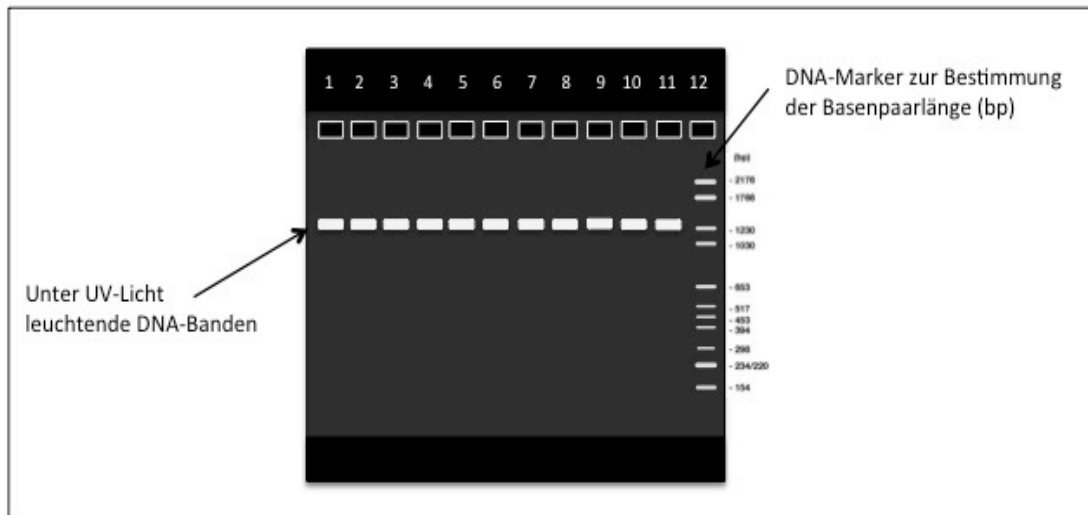 1 2 3 4 5 6 7 8 9 10 11 12
DNA-Marker zur Bestimmung
der Basenpaarlänge (bp)
(bp)
- 2176
- 1766
- 1230
- 1030
- 653
- 517
- 453
- 394
- 298
- 234/220
- 154
Unter UV-Licht
leuchtende DNA-Banden